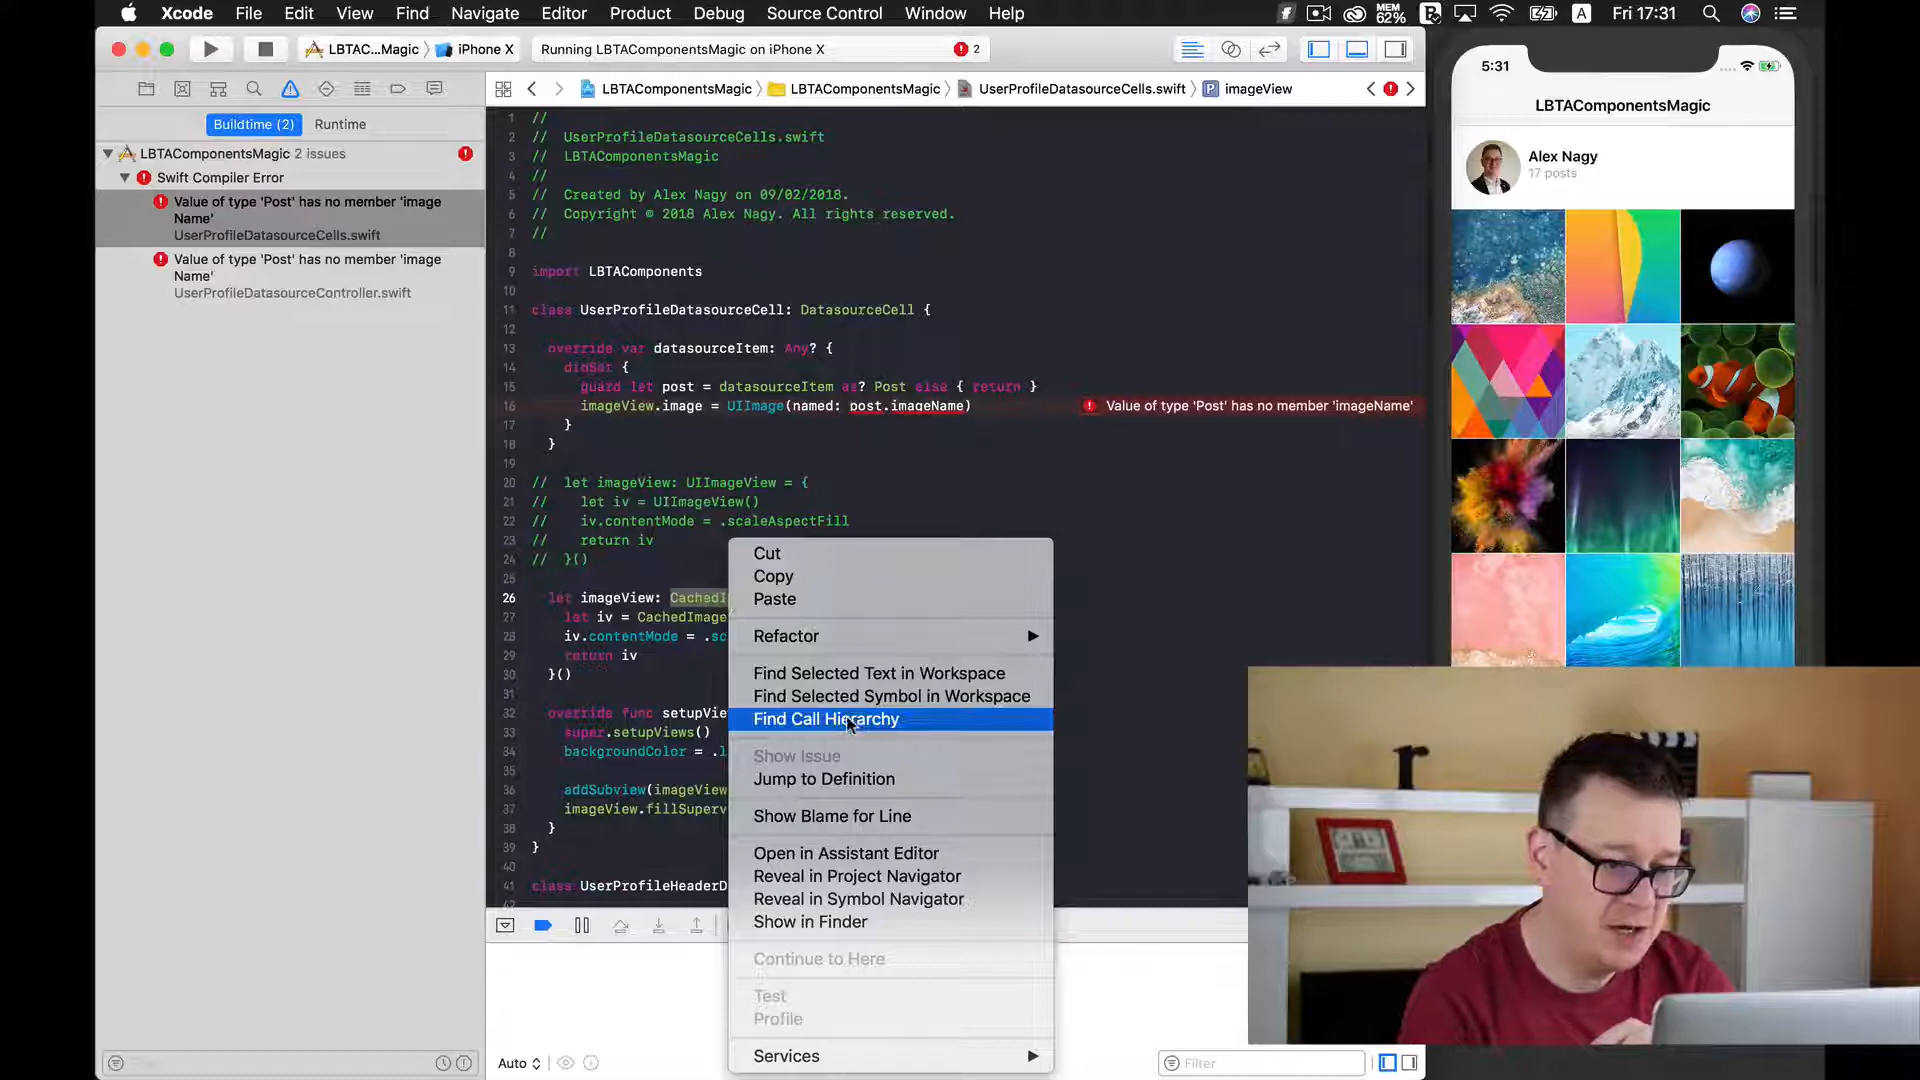 Xcode File Edit View Find Navigate Editor Product Debug Source Control Window Help MEM 62% A Fri 17:31
LBTAC...Magic iPhone X Running LBTAComponentsMagic on iPhone X 2
LBTAComponentsMagic LBTAComponentsMagic UserProfileDatasourceCells.swift P imageView
Buildtime (2) Runtime
LBTAComponentsMagic 2 issues
Swift Compiler Error
Value of type 'Post' has no member 'image
Name'
UserProfileDatasourceCells.swift
Value of type 'Post' has no member 'image
Name'
UserProfileDatasourceController.swift
1 //
2 // UserProfileDatasourceCells.swift
3 // LBTAComponentsMagic
4 //
5 // Created by Alex Nagy on 09/02/2018.
6 // Copyright © 2018 Alex Nagy. All rights reserved.
7 //
8
9 import LBTAComponents
10
11 class UserProfileDatasourceCell: DatasourceCell {
12
13 override var datasourceItem: Any? {
14 didSet {
15 guard let post = datasourceItem as? Post else { return }
16 imageView.image = UIImage(named: post.imageName) Value of type 'Post' has no member 'imageName'
17 }
18 }
19
20 // let imageView: UIImageView = {
21 // let iv = UIImageView()
22 // iv.contentMode = .scaleAspectFill
23 // return iv
24 // }()
25
26 let imageView: CachedI
27 let iv = CachedImage
28 iv.contentMode = .sc
29 return iv
30 }()
31
32 override func setupVie
33 super.setupViews()
34 backgroundColor = .l
35
36 addSubview(imageView
37 imageView.fillSuperv
38 }
39 }
40
41 class UserProfileHeaderD
42
Cut
Copy
Paste
Refactor
Find Selected Text in Workspace
Find Selected Symbol in Workspace
Find Call Hierarchy
Show Issue
Jump to Definition
Show Blame for Line
Open in Assistant Editor
Reveal in Project Navigator
Reveal in Symbol Navigator
Show in Finder
Continue to Here
Test
Profile
Services
Auto
Filter
5:31
LBTAComponentsMagic
Alex Nagy
17 posts